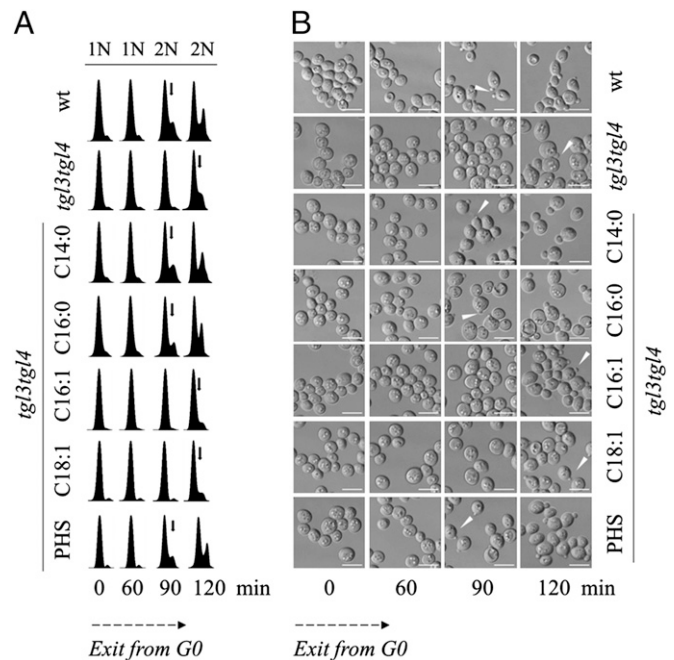 A
1N 1N 2N 2N
wt
tgl3tgl4
C14:0
C16:0
C16:1
C18:1
PHS
tgl3tgl4
0 60 90 120 min
Exit from G0
B
wt
tgl3tgl4
C14:0
C16:0
C16:1
C18:1
PHS
tgl3tgl4
0 60 90 120 min
Exit from G0